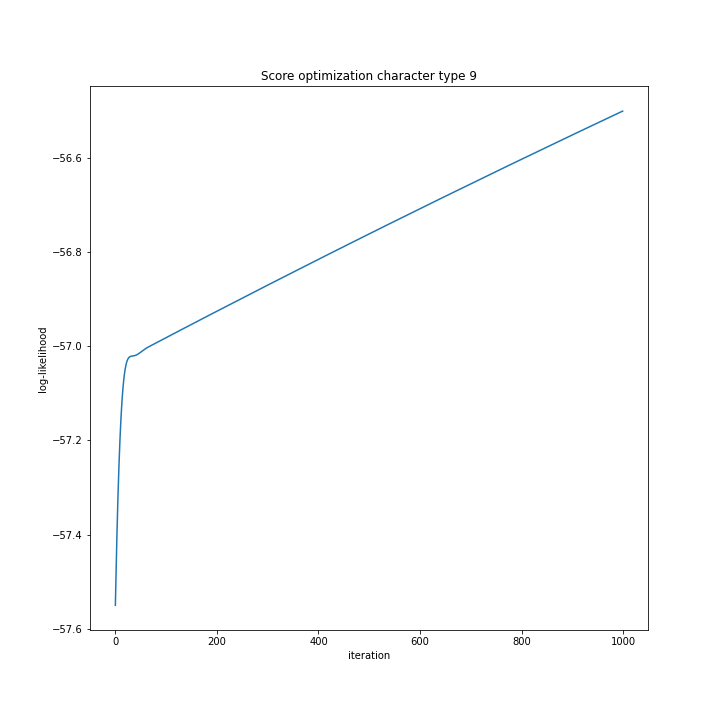 Score optimization character type 9
−56.6
−56.8
−57.0
−57.2
−57.4
−57.6
log-likelihood
0 200 400 600 800 1000
iteration